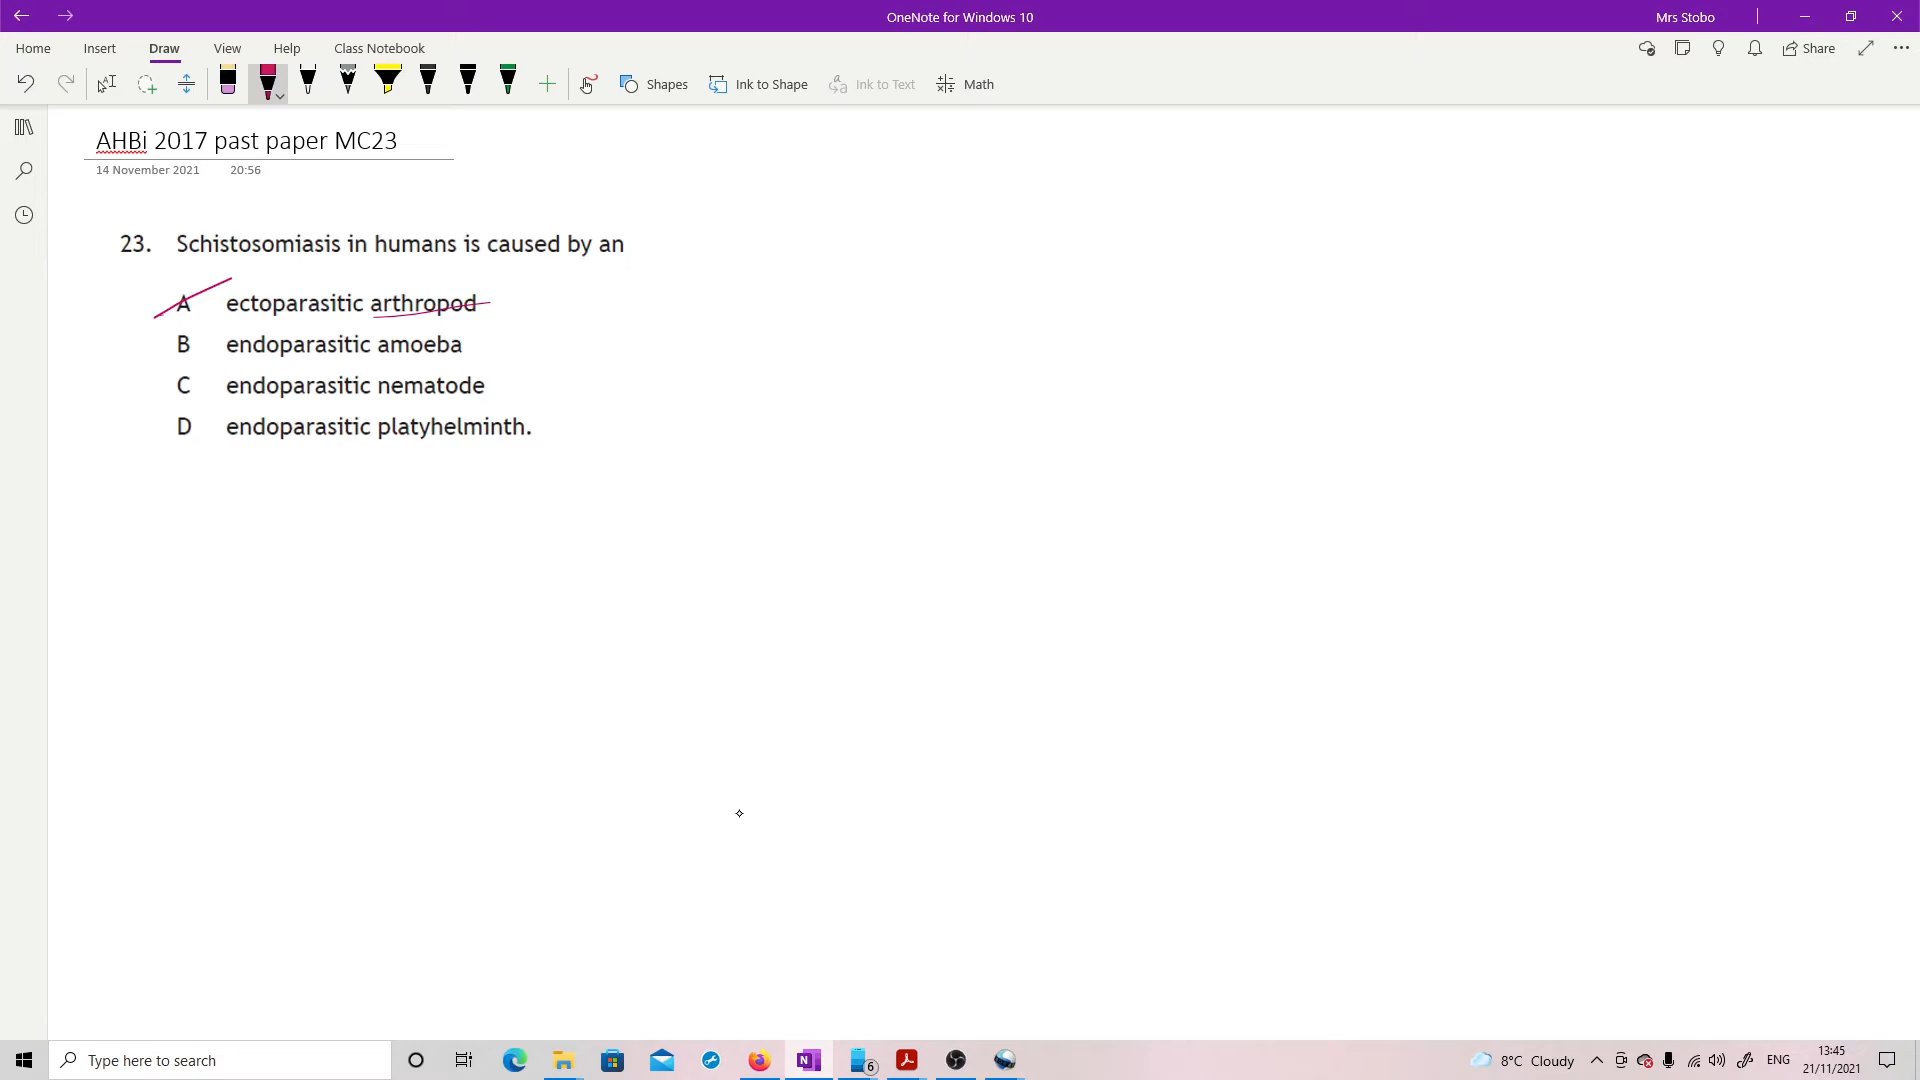 OneNote for Windows 10
Mrs Stobo
Home Insert Draw View Help Class Notebook
Share
Shapes Ink to Shape Ink to Text Math
AHBi 2017 past paper MC23
14 November 2021 20:56
23. Schistosomiasis in humans is caused by an
A ectoparasitic arthropod
B endoparasitic amoeba
C endoparasitic nematode
D endoparasitic platyhelminth.
Type here to search
6
8°C Cloudy
ENG
13:45
21/11/2021